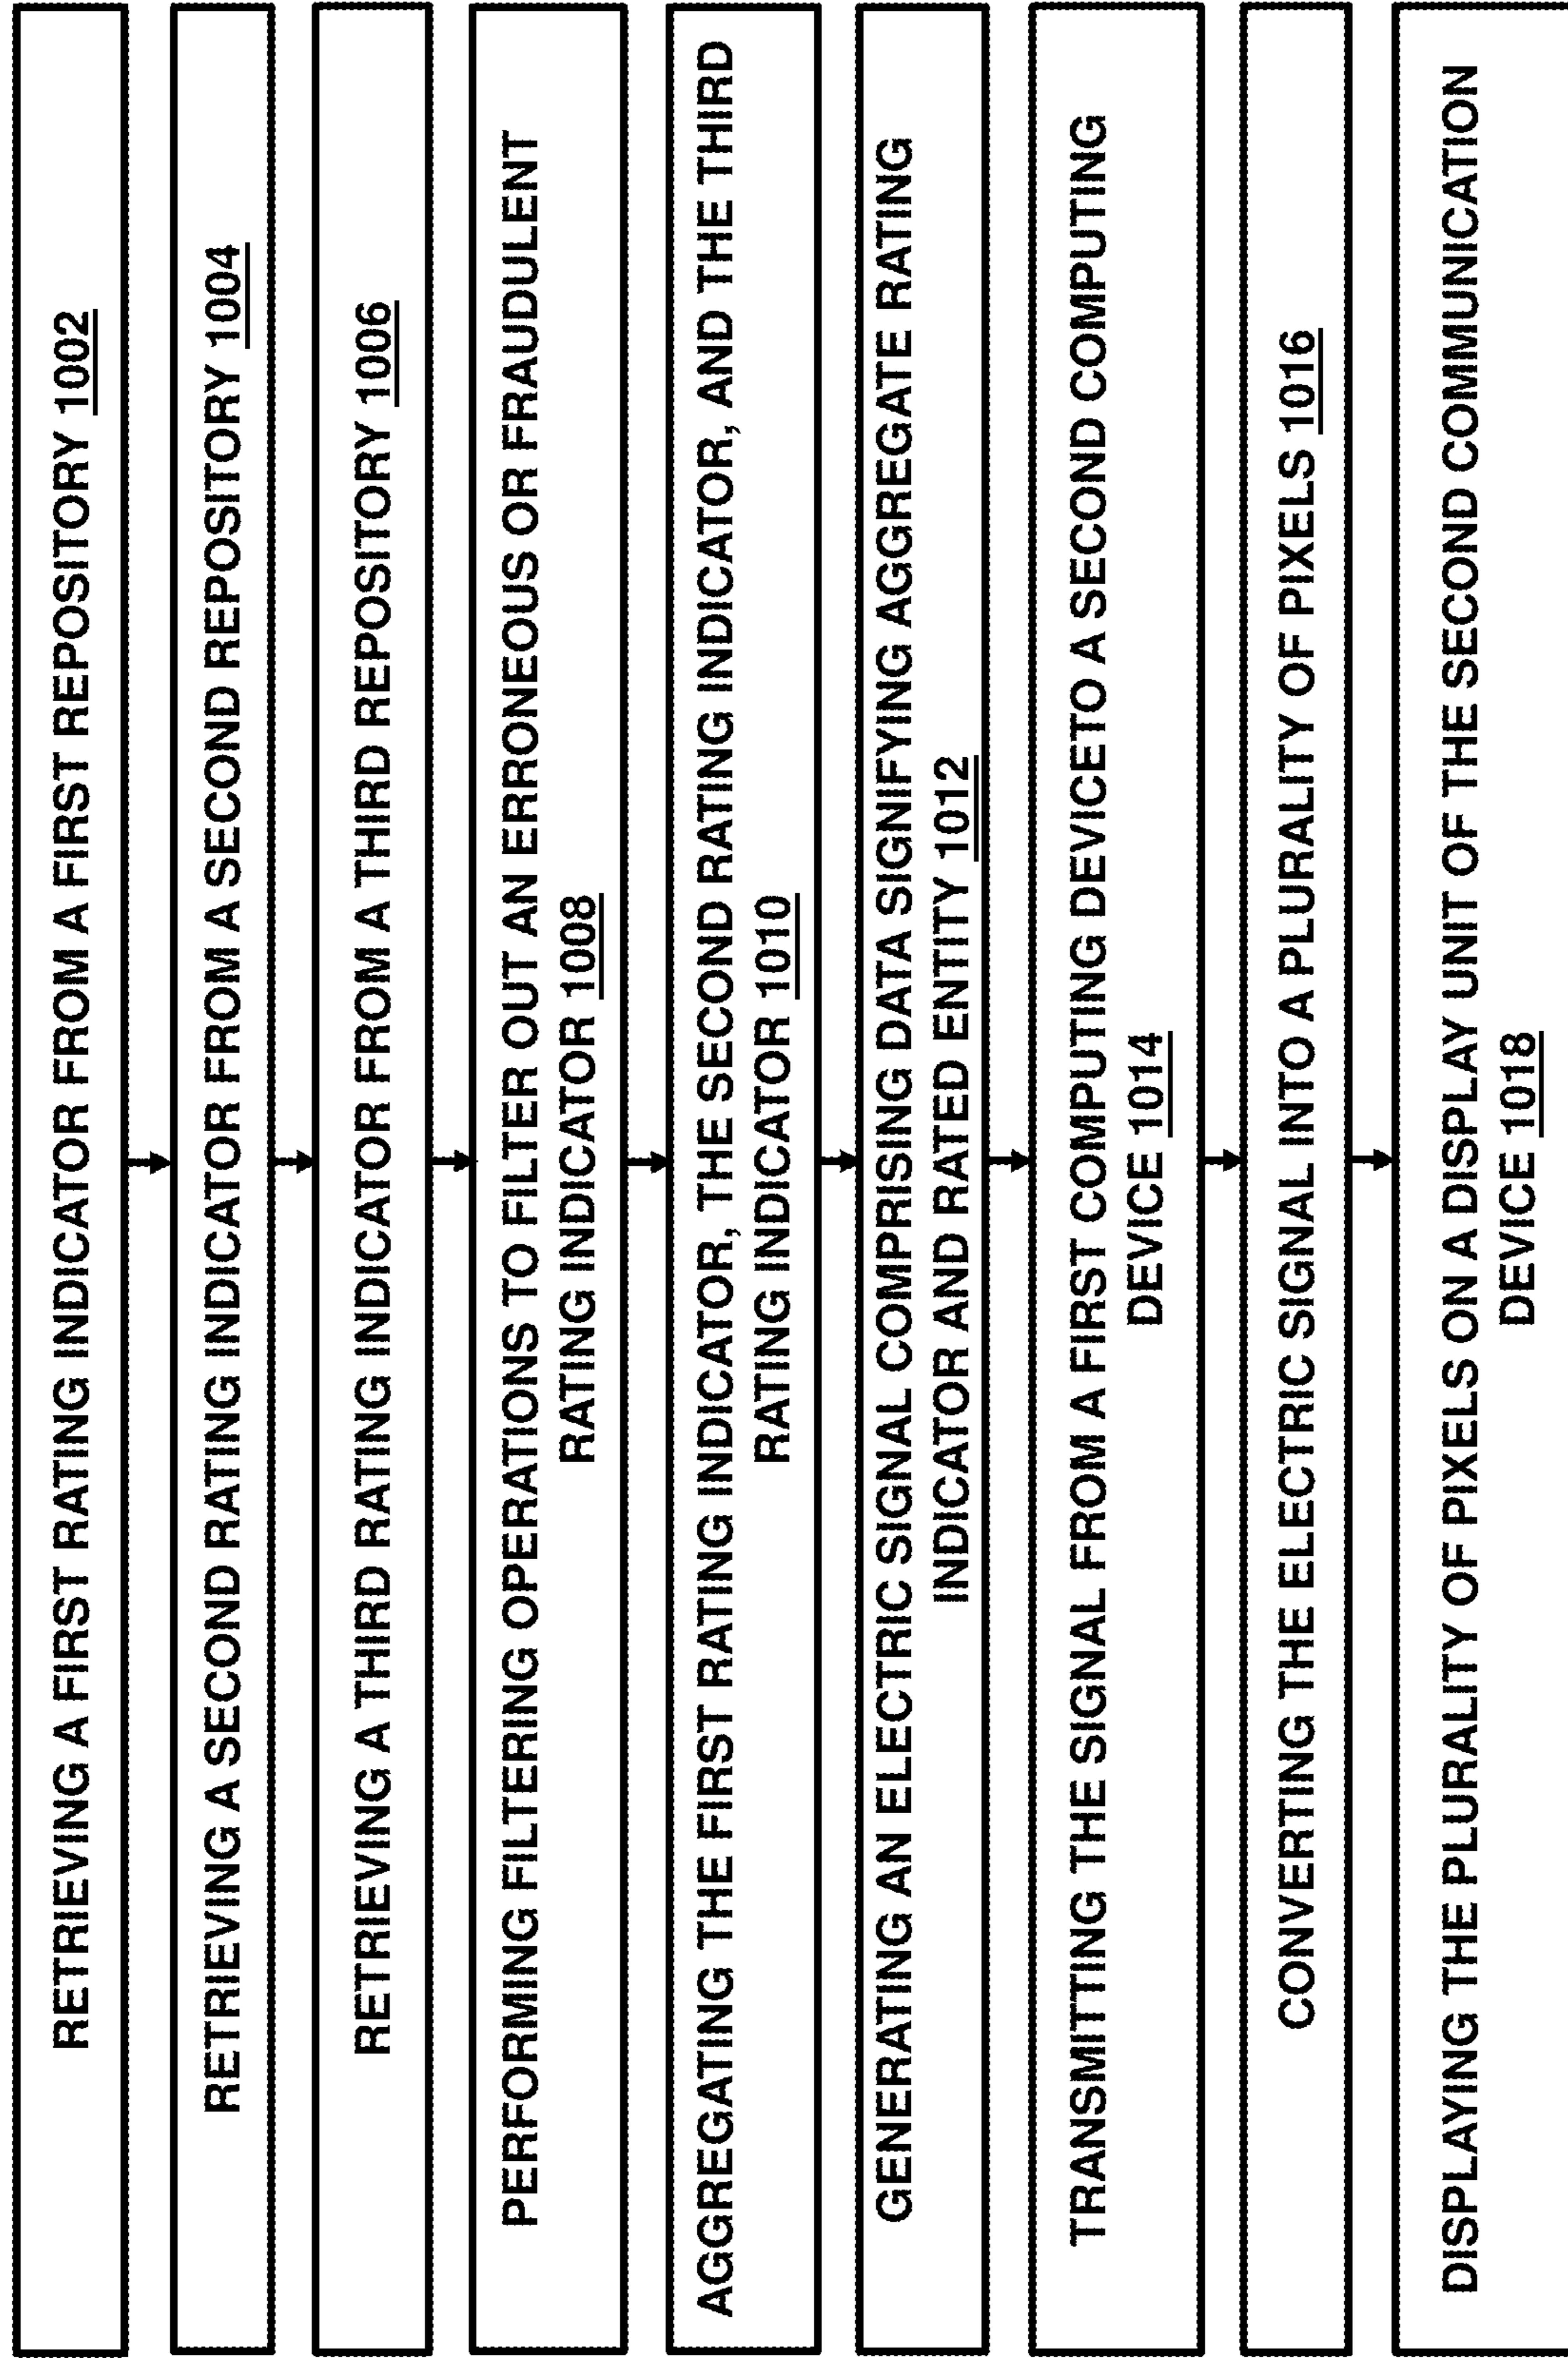 RETRIEVING A FIRST RATING INDICATOR FROM A FIRST REPOSITORY 1002
RETRIEVING A SECOND RATING INDICATOR FROM A SECOND REPOSITORY 1004
RETRIEVING A THIRD RATING INDICATOR FROM A THIRD REPOSITORY 1006
PERFORMING FILTERING OPERATIONS TO FILTER OUT AN ERRONEOUS OR FRAUDULENT
RATING INDICATOR 1008
AGGREGATING THE FIRST RATING INDICATOR, THE SECOND RATING INDICATOR, AND THE THIRD
RATING INDICATOR 1010
GENERATING AN ELECTRIC SIGNAL COMPRISING DATA SIGNIFYING AGGREGATE RATING
INDICATOR AND RATED ENTITY 1012
TRANSMITTING THE SIGNAL FROM A FIRST COMPUTING DEVICETO A SECOND COMPUTING
DEVICE 1014
CONVERTING THE ELECTRIC SIGNAL INTO A PLURALITY OF PIXELS 1016
DISPLAYING THE PLURALITY OF PIXELS ON A DISPLAY UNIT OF THE SECOND COMMUNICATION
DEVICE 1018